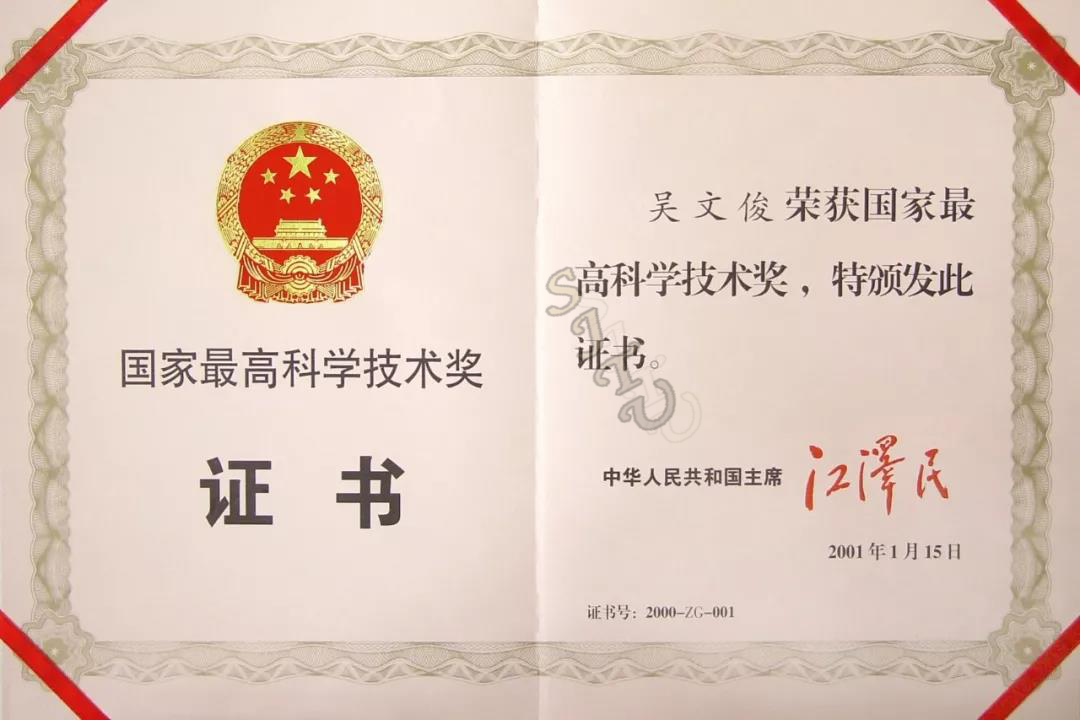 国家最高科学技术奖
证书
吴文俊荣获国家最
高科学技术奖，特颁发此
证书。
中华人民共和国主席 江澤民
2001年1月15日
证书号：2000-ZG-001
SJTU